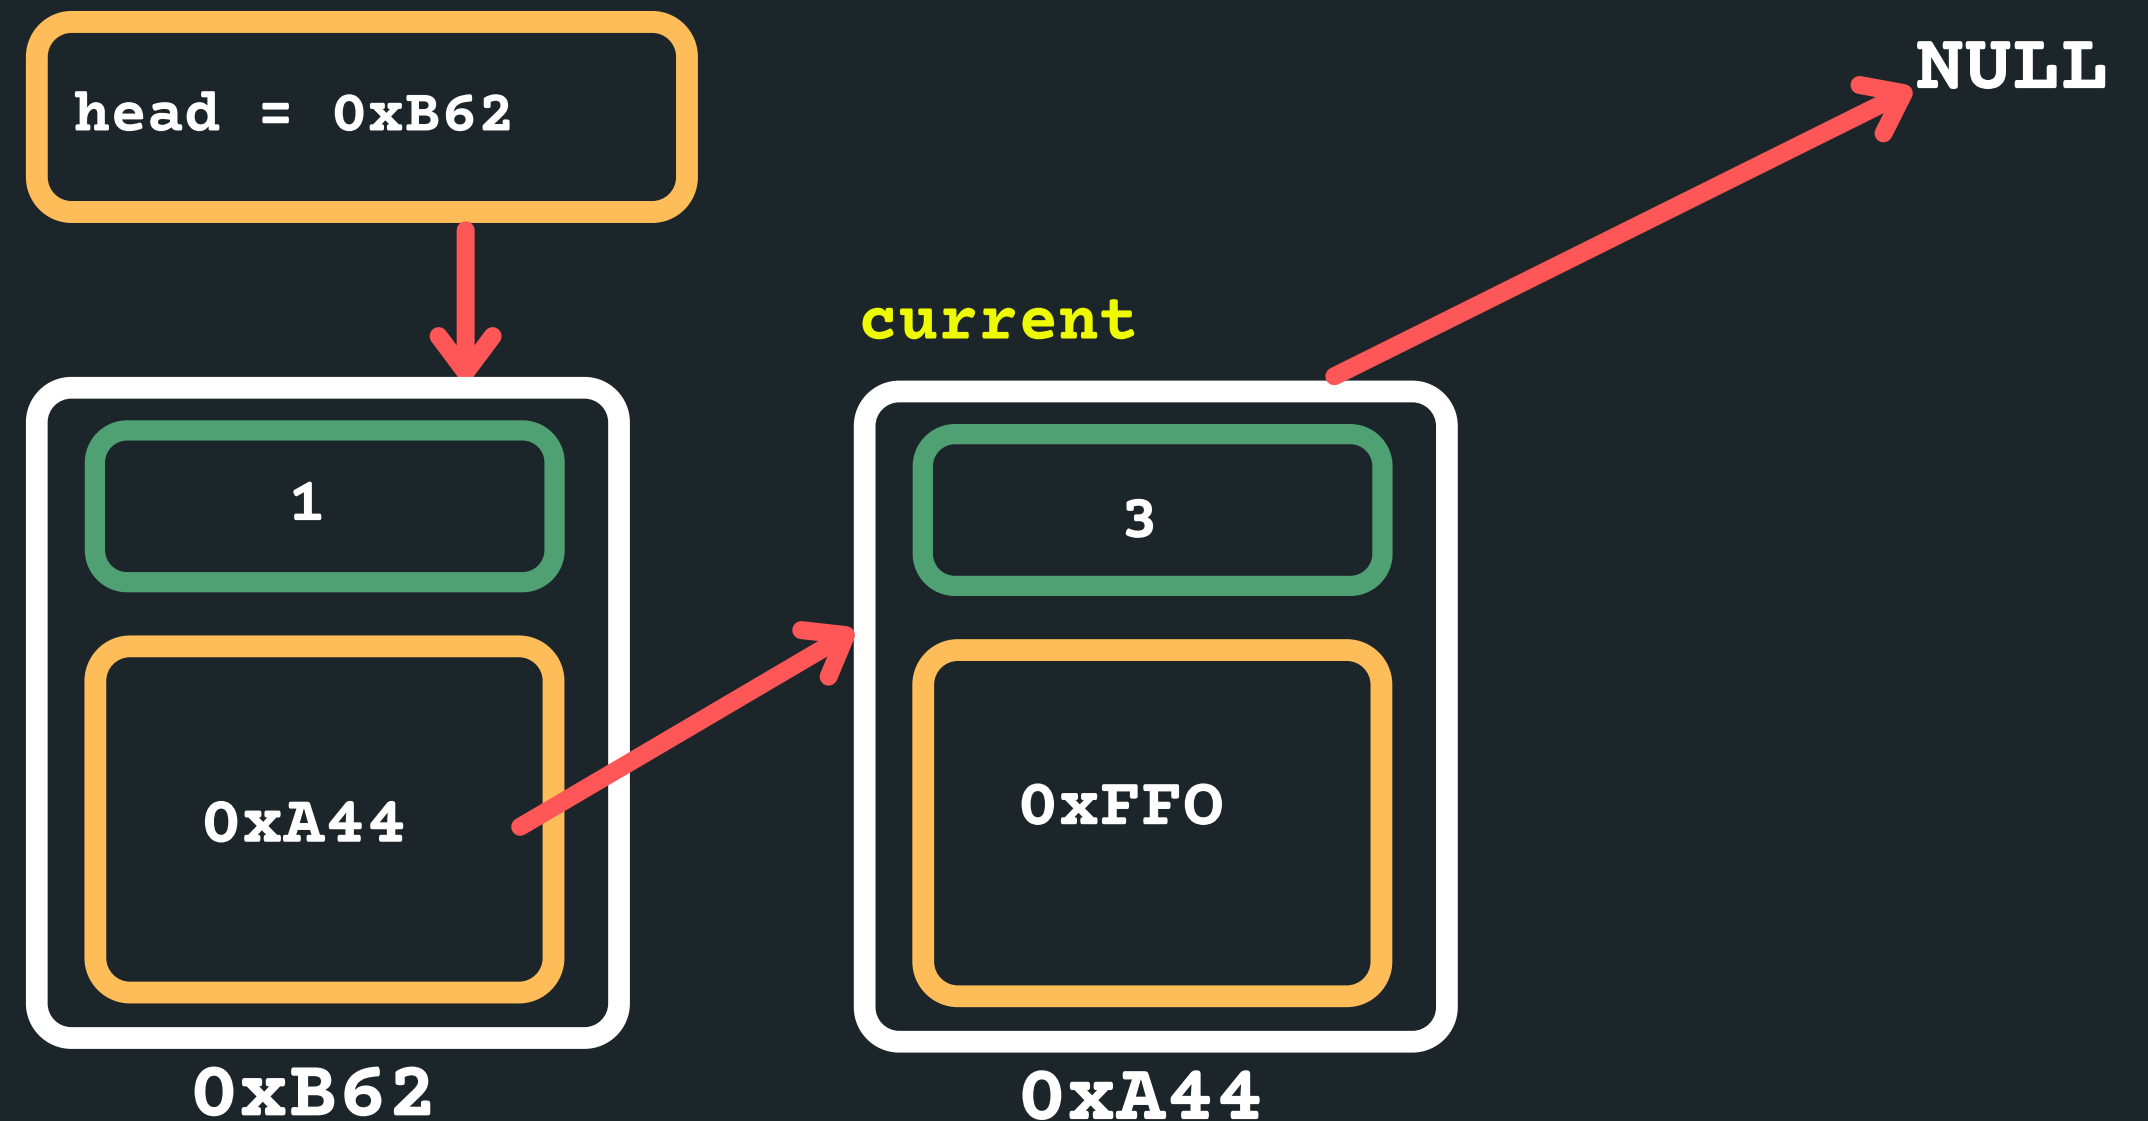 head = 0xB62
NULL
current
1
3
0xA44
0xFFO
0xB62
0xA44